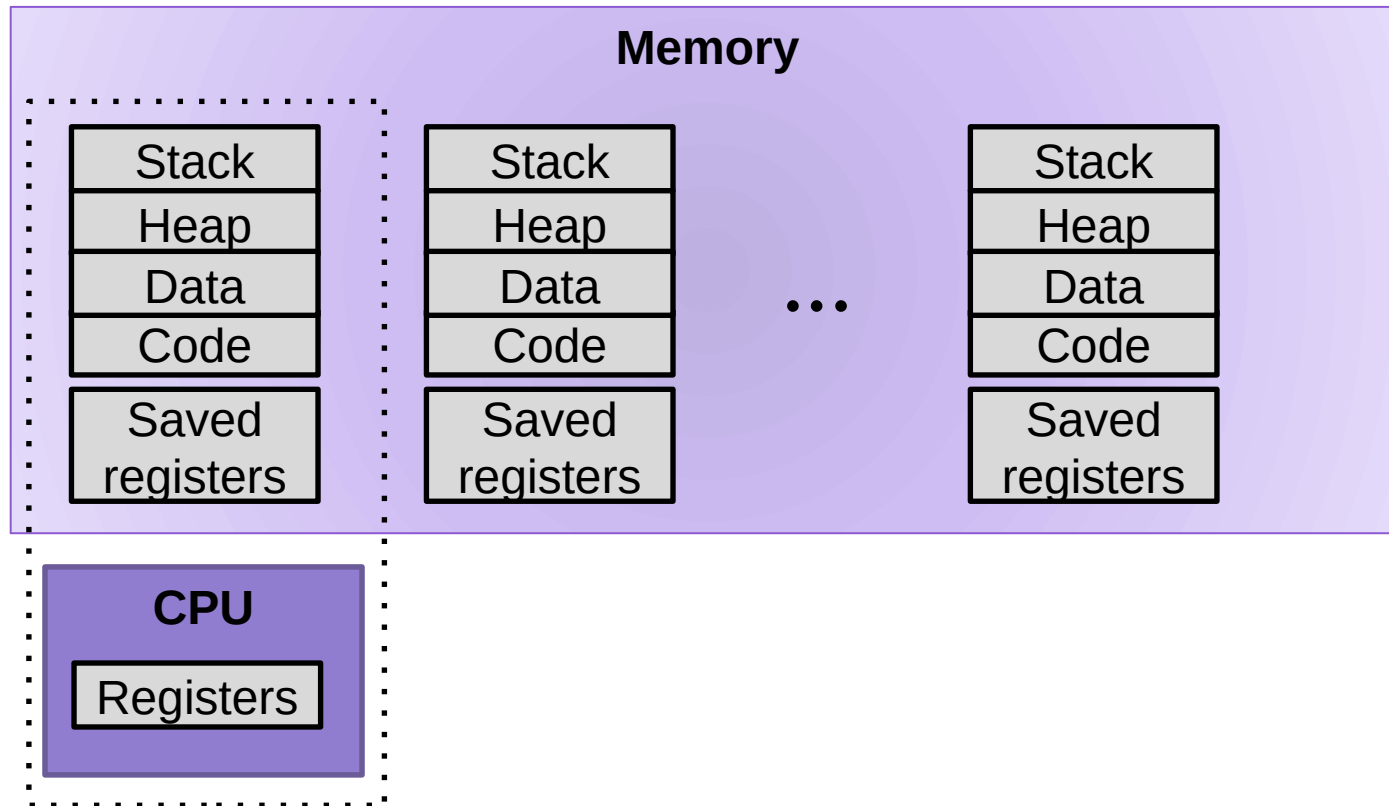 Memory
Stack
Heap
Data
Code
Saved
registers
Stack
Heap
Data
Code
Saved
registers
...
Stack
Heap
Data
Code
Saved
registers
CPU
Registers